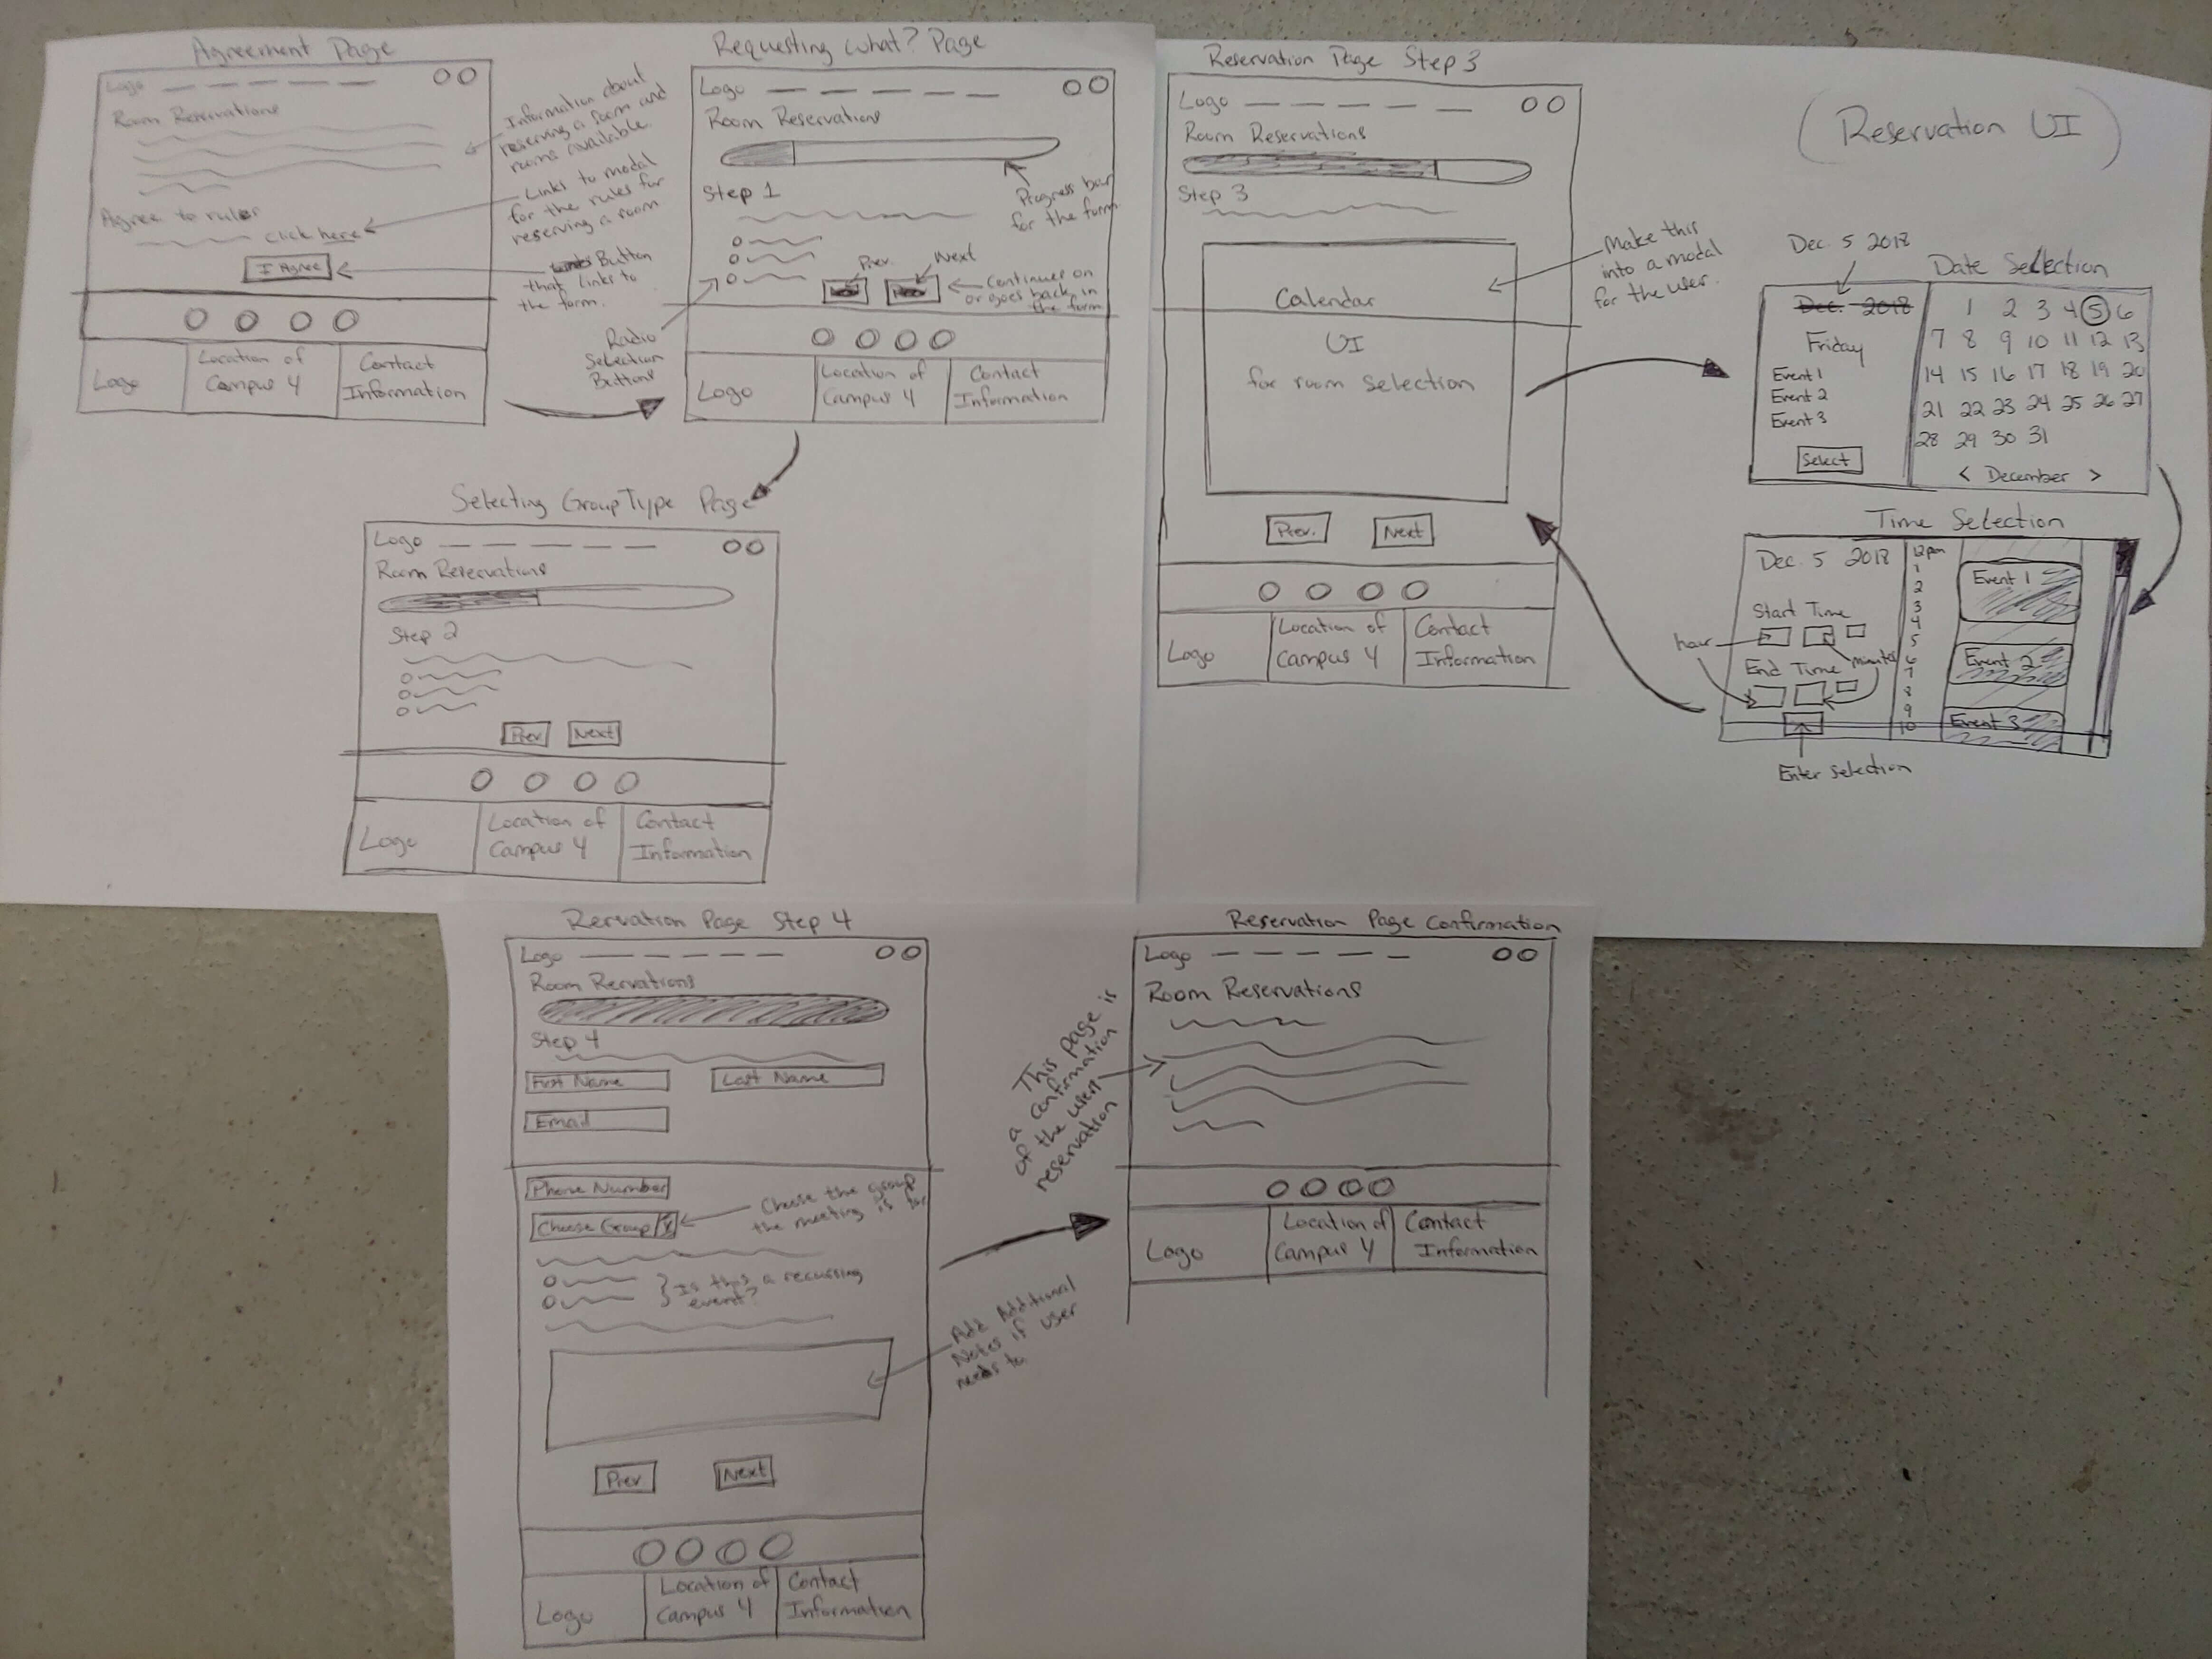 Agreement Page
Logo
Room Reservations
Agree to rules
click here
I Agree
Logo
Location of
Campus 4
Contact
Information
Information about
reserving a room and
rooms available.
Links to modal
for the rules for
reserving a room
Button
that links to
the form.
Requesting What? Page
Logo
Room Reservations
Progress bar
for the form
Step 1
Prev.
Next
Continues on
or goes back in
the form
Radio
Selection
Buttons
Logo
Location of
Campus 4
Contact
Information
Selecting Group Type Page
Logo
Room Reservations
Step 2
Prev
Next
Logo
Location of
Campus 4
Contact
Information
Reservation Page Step 3
Logo
Room Reservations
Step 3
Calendar
UI
for room selection
Make this
into a modal
for the user.
Prev.
Next
Logo
Location of
Campus 4
Contact
Information
(Reservation UI)
Dec. 5 2018
Date Selection
Dec. 2018
Friday
Event 1
Event 2
Event 3
Select
1 2 3 4 5 6
7 8 9 10 11 12 13
14 15 16 17 18 19 20
21 22 23 24 25 26 27
28 29 30 31
< December >
Time Selection
Dec. 5 2018
Start Time
hour
minutes
End Time
Enter selection
12pm
1
2
3
4
5
6
7
8
9
10
Event 1
Event 2
Event 3
Rervation Page Step 4
Logo
Room Rervations
Step 4
First Name
Last Name
Email
Phone Number
Choose Group
Choose the group
the meeting is for
Is this a recurring
event?
Add Additional
Notes if user
needs to
Prev
Next
Logo
Location of
Campus 4
Contact
Information
Reservation Page Confirmation
Logo
Room Reservations
This page is
a confirmation
of the users
reservation
Logo
Location of
Campus 4
Contact
Information